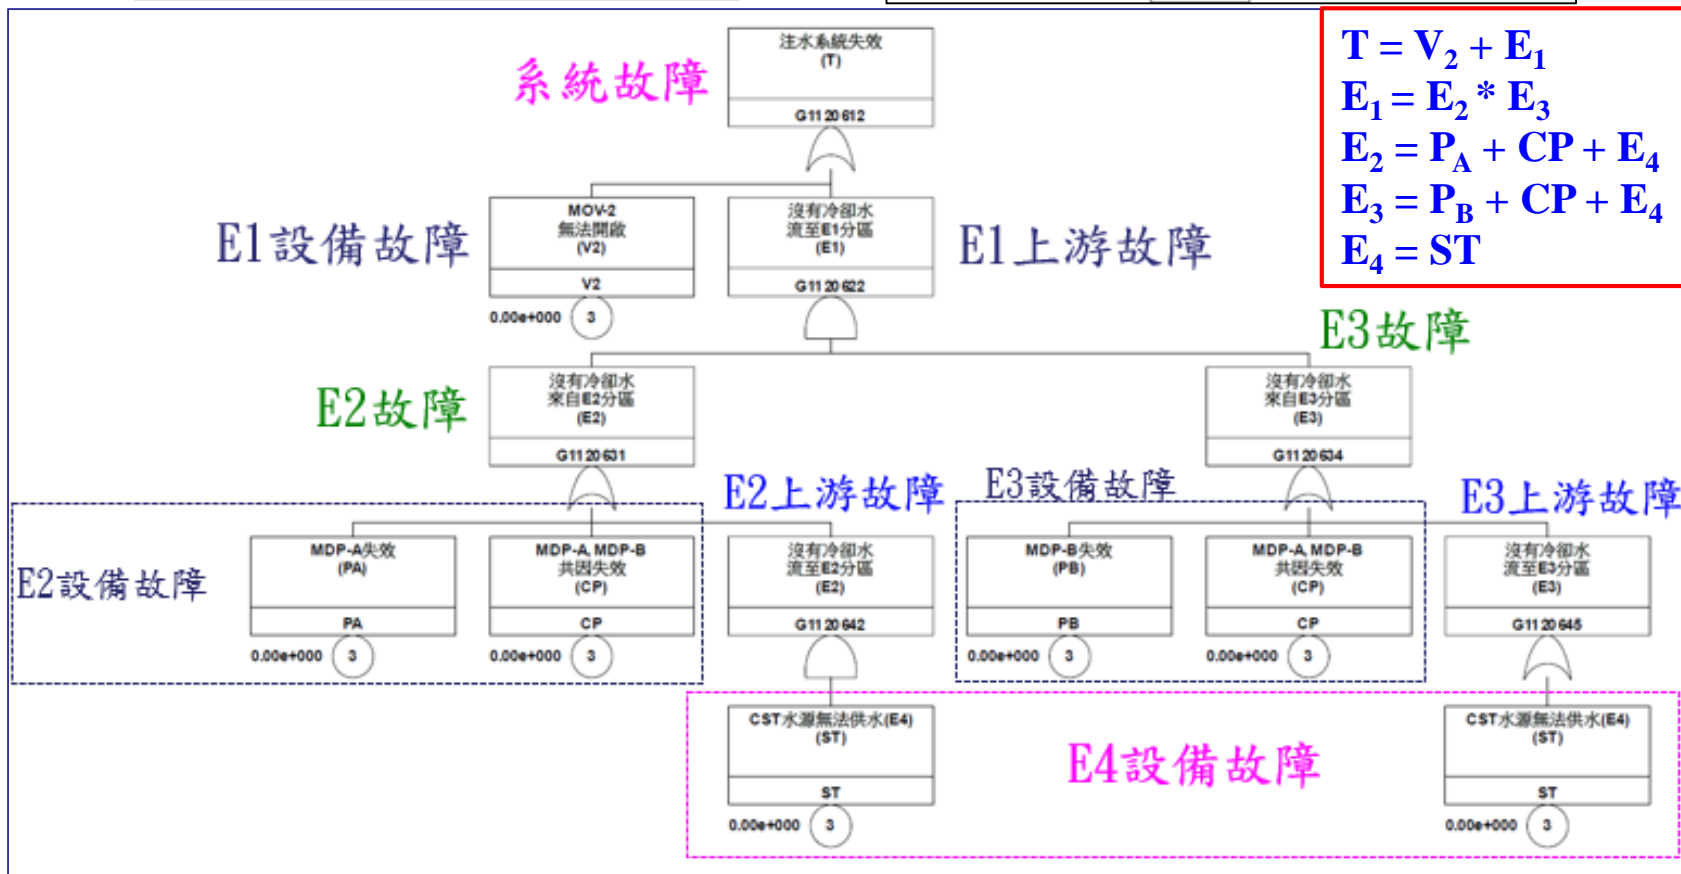 注水系統失效
(T)
G1120612
系統故障
T = V₂ + E₁
E₁ = E₂ * E₃
E₂ = P_A + CP + E₄
E₃ = P_B + CP + E₄
E₄ = ST
E1設備故障
MOV-2
無法開啟
(V2)
V2
0.00e+000 3
沒有冷卻水
流至E1分區
(E1)
G1120622
E1上游故障
E2故障
沒有冷卻水
來自E2分區
(E2)
G1120631
E3故障
沒有冷卻水
來自E3分區
(E3)
G1120634
E2設備故障
MDP-A失效
(PA)
PA
0.00e+000 3
MDP-A, MDP-B
共因失效
(CP)
CP
0.00e+000 3
E2上游故障
沒有冷卻水
流至E2分區
(E2)
G1120642
E3設備故障
MDP-B失效
(PB)
PB
0.00e+000 3
MDP-A, MDP-B
共因失效
(CP)
CP
0.00e+000 3
E3上游故障
沒有冷卻水
流至E3分區
(E3)
G1120645
CST水源無法供水(E4)
(ST)
ST
0.00e+000 3
E4設備故障
CST水源無法供水(E4)
(ST)
ST
0.00e+000 3